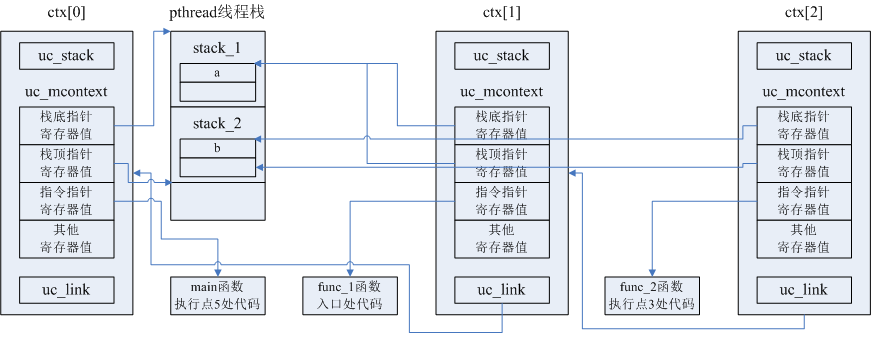 ctx[0]
pthread线程栈
ctx[1]
ctx[2]
uc_stack
uc_mcontext
栈底指针
寄存器值
栈顶指针
寄存器值
指令指针
寄存器值
其他
寄存器值
uc_link
stack_1
a
stack_2
b
main函数
执行点5处代码
func_1函数
入口处代码
uc_stack
uc_mcontext
栈底指针
寄存器值
栈顶指针
寄存器值
指令指针
寄存器值
其他
寄存器值
uc_link
func_2函数
执行点3处代码
uc_stack
uc_mcontext
栈底指针
寄存器值
栈顶指针
寄存器值
指令指针
寄存器值
其他
寄存器值
uc_link